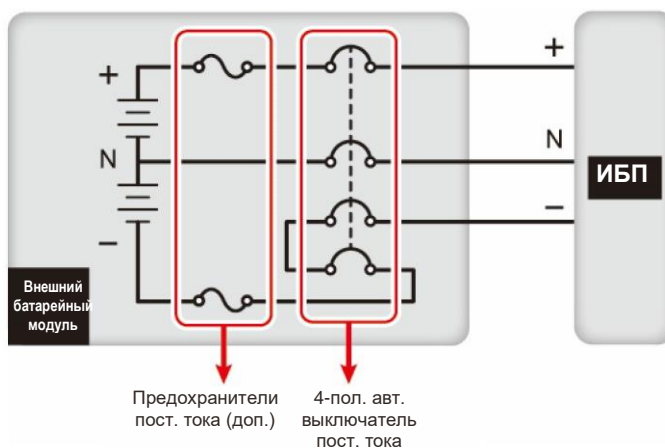 +
+
N
N
ИБП
−
−
Внешний
батарейный
модуль
Предохранители
пост. тока (доп.)
4-пол. авт.
выключатель
пост. тока